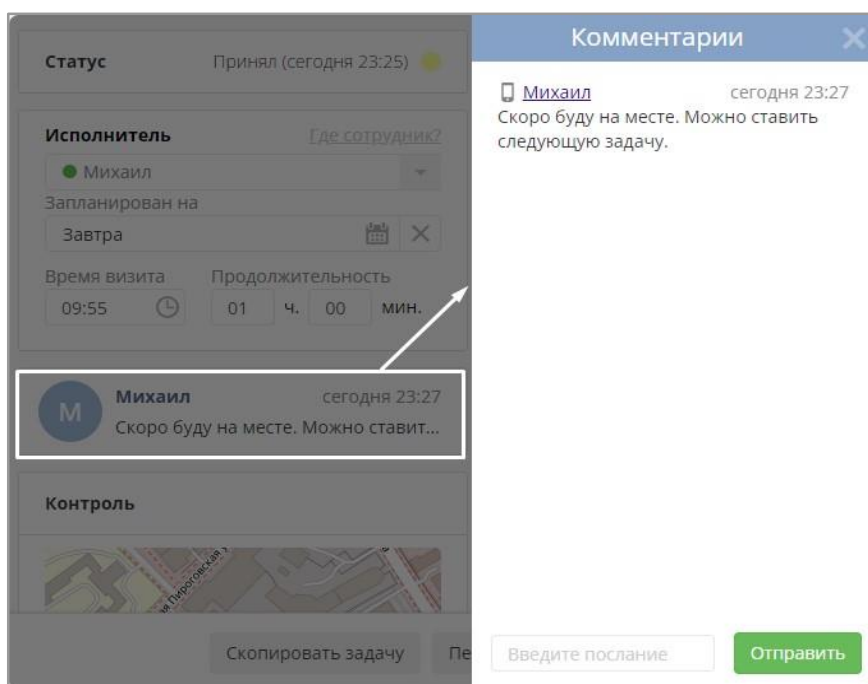 Статус Принял (сегодня 23:25)
Исполнитель Где сотрудник?
Михаил
Запланирован на
Завтра
Время визита Продолжительность
09:55 01 ч. 00 мин.
М
Михаил сегодня 23:27
Скоро буду на месте. Можно ставит...
Контроль
Пироговская
Скопировать задачу Пе
Комментарии
Михаил сегодня 23:27
Скоро буду на месте. Можно ставить
следующую задачу.
Введите послание Отправить